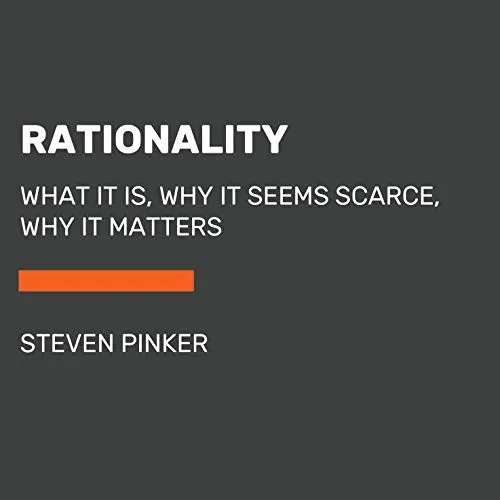 RATIONALITY
WHAT IT IS, WHY IT SEEMS SCARCE,
WHY IT MATTERS
STEVEN PINKER